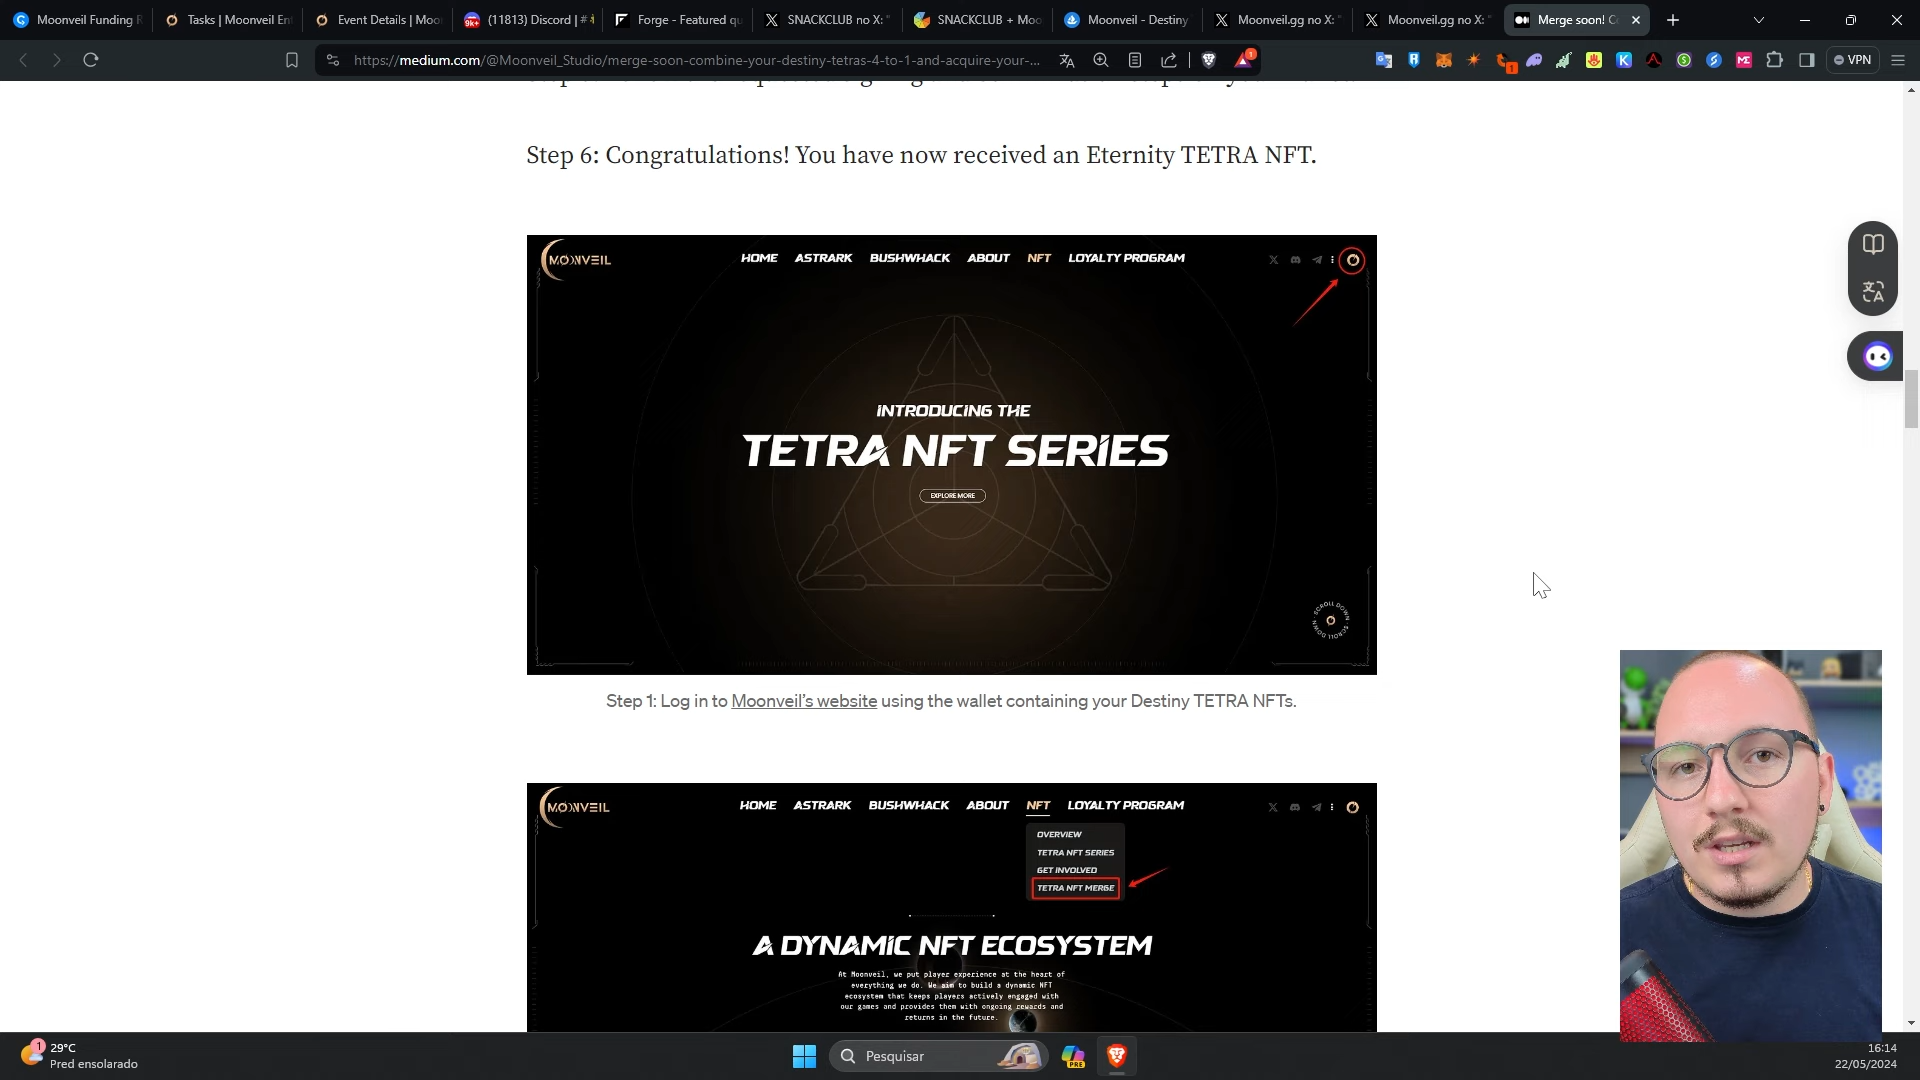 Moonveil Funding R
Tasks | Moonveil En
Event Details | Moo
(11813) Discord | #
Forge - Featured qu
SNACKCLUB no X: "
SNACKCLUB + Moo
Moonveil - Destiny
Moonveil.gg no X: "
Moonveil.gg no X: "
Merge soon! Co
https://medium.com/@Moonveil_Studio/merge-soon-combine-your-destiny-tetras-4-to-1-and-acquire-your-...
VPN
Step 6: Congratulations! You have now received an Eternity TETRA NFT.
MOONVEIL
HOME ASTRARK BUSHWHACK ABOUT NFT LOYALTY PROGRAM
INTRODUCING THE
TETRA NFT SERIES
EXPLORE MORE
SCROLL DOWN · SCROLL DOWN ·
Step 1: Log in to Moonveil's website using the wallet containing your Destiny TETRA NFTs.
MOONVEIL
HOME ASTRARK BUSHWHACK ABOUT NFT LOYALTY PROGRAM
OVERVIEW
TETRA NFT SERIES
GET INVOLVED
TETRA NFT MERGE
A DYNAMIC NFT ECOSYSTEM
At Moonveil, we put player experience at the heart of
everything we do. We aim to build a dynamic NFT
ecosystem that keeps players actively engaged with
our games and provides them with ongoing rewards and
returns in the future.
1
29°C
Pred ensolarado
Pesquisar
PRE
16:14
22/05/2024